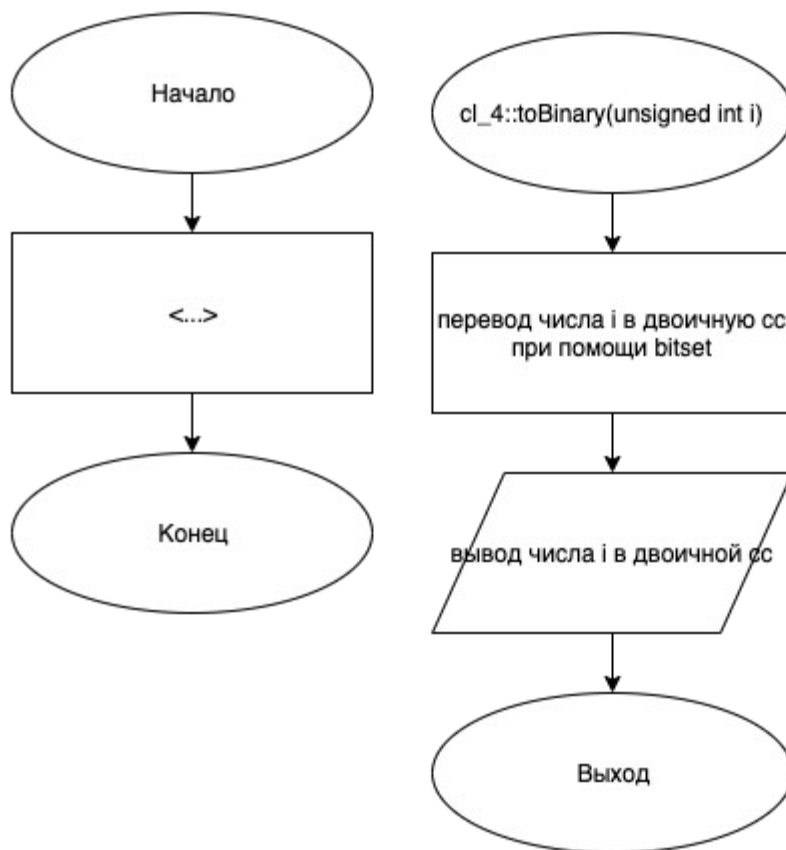 Начало
<...>
Конец
cl_4::toBinary(unsigned int i)
перевод числа i в двоичную сс
при помощи bitset
вывод числа i в двоичной сс
Выход